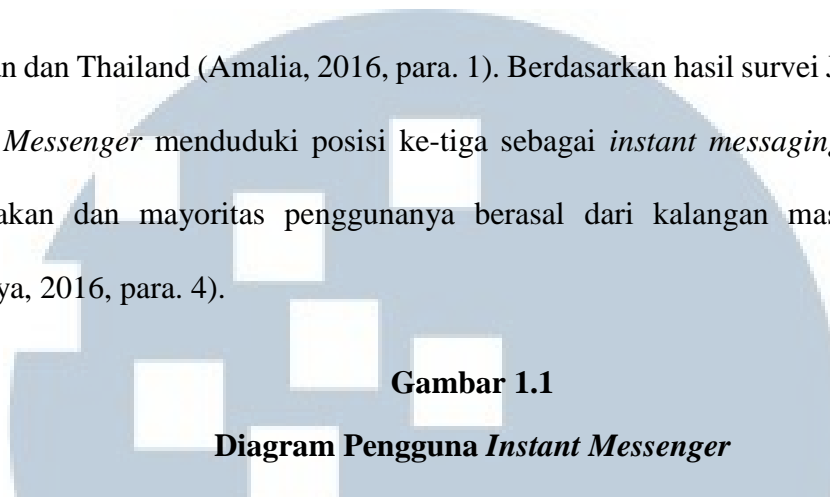 an dan Thailand (Amalia, 2016, para. 1). Berdasarkan hasil survei J
Messenger menduduki posisi ke-tiga sebagai instant messaging
akan dan mayoritas penggunanya berasal dari kalangan mas
ya, 2016, para. 4).
Gambar 1.1
Diagram Pengguna Instant Messenger